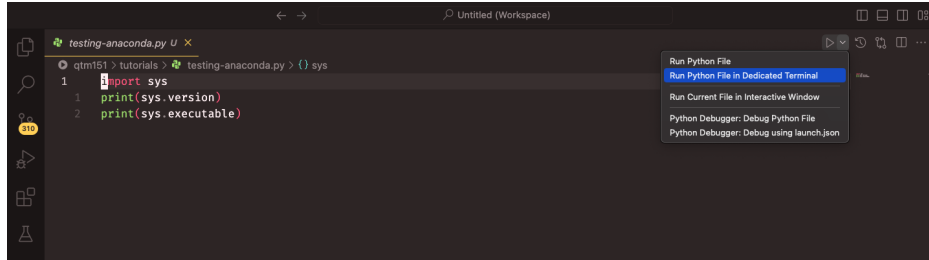 Untitled (Workspace)
testing-anaconda.py U
qtm151 > tutorials > testing-anaconda.py > {} sys
1 import sys
1 print(sys.version)
2 print(sys.executable)
310
Run Python File
Run Python File in Dedicated Terminal
Run Current File in Interactive Window
Python Debugger: Debug Python File
Python Debugger: Debug using launch.json